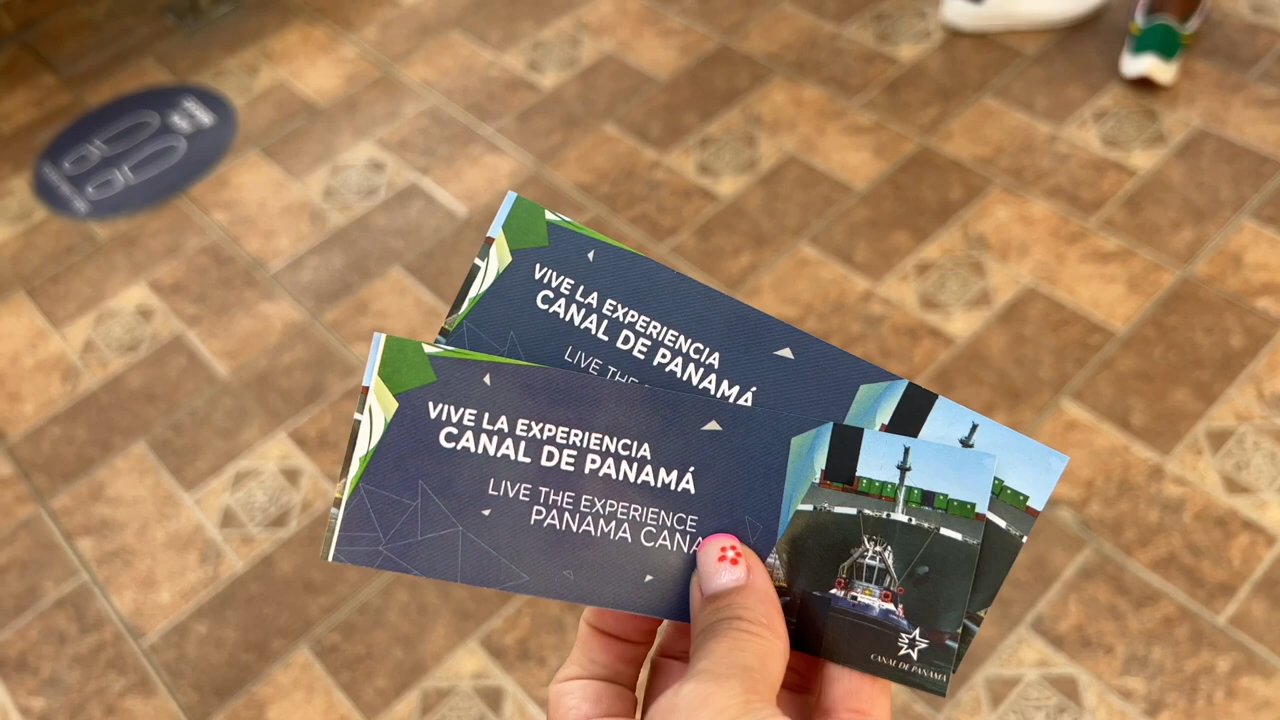 VIVE LA EXPERIENCIA
CANAL DE PANAMÁ
LIVE THE
VIVE LA EXPERIENCIA
CANAL DE PANAMÁ
LIVE THE EXPERIENCE
PANAMA CANA
CANAL DE PANAMÁ